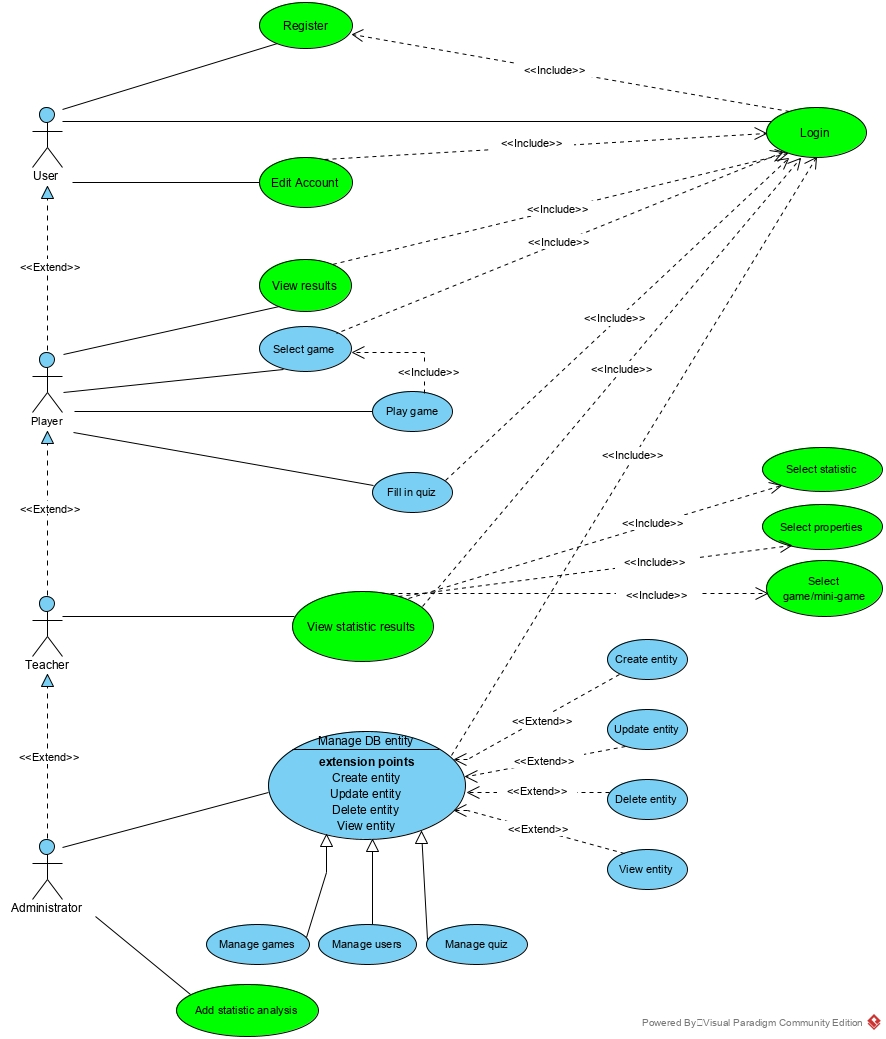 Register
<<Include>>
Login
User
<<Include>>
Edit Account
<<Include>>
<<Include>>
<<Extend>>
View results
<<Include>>
Select game
<<Include>>
<<Include>>
Player
Play game
<<Include>>
Select statistic
Fill in quiz
<<Extend>>
<<Include>>
Select properties
<<Include>>
Select
game/mini-game
<<Include>>
View statistic results
Teacher
Create entity
<<Extend>>
Update entity
Manage DB entity
<<Extend>>
<<Extend>>
extension points
Create entity
Update entity
Delete entity
View entity
<<Extend>>
Delete entity
<<Extend>>
View entity
Administrator
Manage games
Manage users
Manage quiz
Add statistic analysis
Powered By Visual Paradigm Community Edition